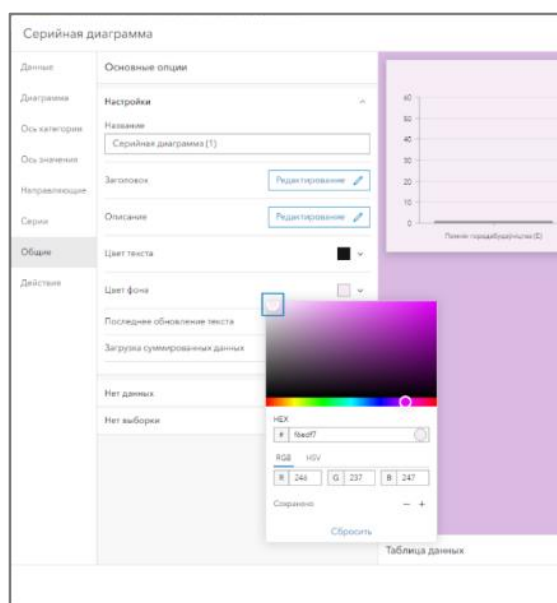 Серийная диаграмма
Данные
Диаграмма
Ось категории
Ось значения
Направляющие
Серии
Общие
Действия
Основные опции
Настройки
Название
Серийная диаграмма (1)
Заголовок
Редактирование
Описание
Редактирование
Цвет текста
Цвет фона
Последнее обновление текста
Загрузка суммированных данных
Нет данных
Нет выборки
HEX
# f6edf7
RGB HSV
R 246 G 237 B 247
Сохранено
− +
Сбросить
60
50
40
30
20
10
0
Таблица данных